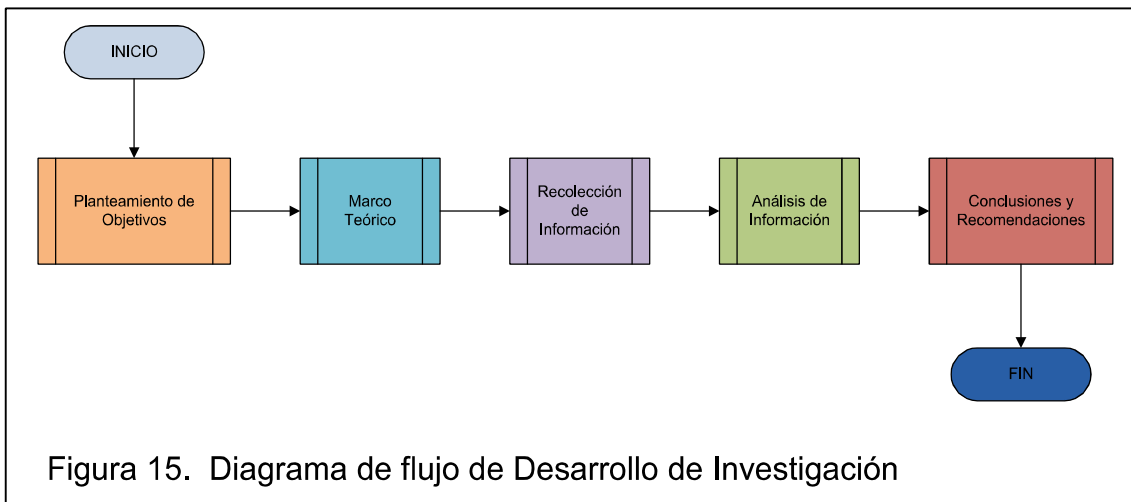 INICIO
Planteamiento de
Objetivos
Marco
Teórico
Recolección
de
Información
Análisis de
Información
Conclusiones y
Recomendaciones
FIN
Figura 15.  Diagrama de flujo de Desarrollo de Investigación